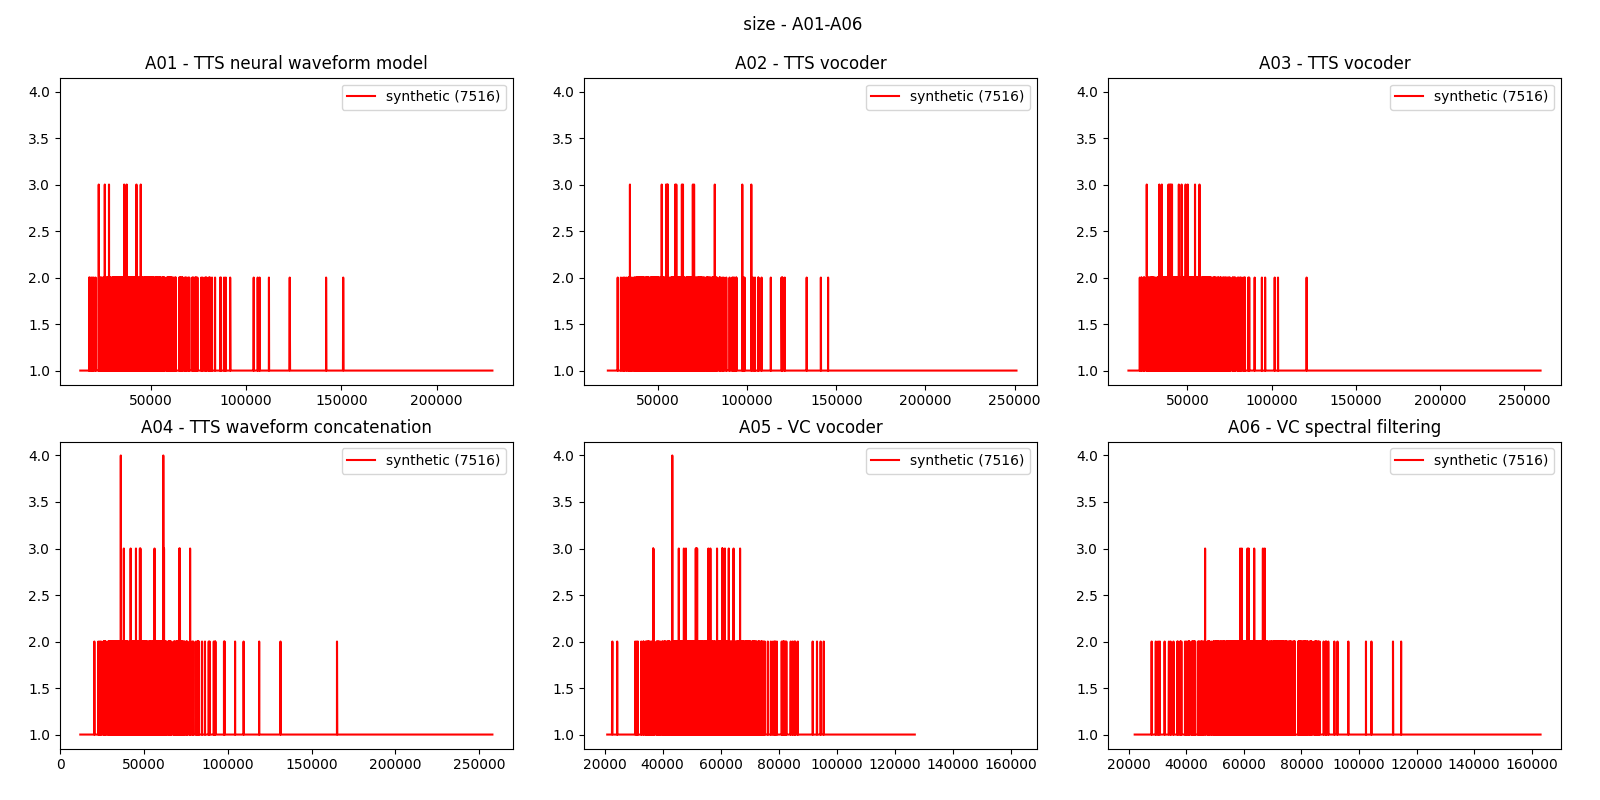 size - A01-A06
A01 - TTS neural waveform model
A02 - TTS vocoder
A03 - TTS vocoder
4.0
3.5
3.0
2.5
2.0
1.5
1.0
synthetic (7516)
50000 100000 150000 200000
4.0
3.5
3.0
2.5
2.0
1.5
1.0
synthetic (7516)
50000 100000 150000 200000 250000
4.0
3.5
3.0
2.5
2.0
1.5
1.0
synthetic (7516)
50000 100000 150000 200000 250000
A04 - TTS waveform concatenation
A05 - VC vocoder
A06 - VC spectral filtering
4.0
3.5
3.0
2.5
2.0
1.5
1.0
synthetic (7516)
0 50000 100000 150000 200000 250000
4.0
3.5
3.0
2.5
2.0
1.5
1.0
synthetic (7516)
20000 40000 60000 80000 100000 120000 140000 160000
4.0
3.5
3.0
2.5
2.0
1.5
1.0
synthetic (7516)
20000 40000 60000 80000 100000 120000 140000 160000